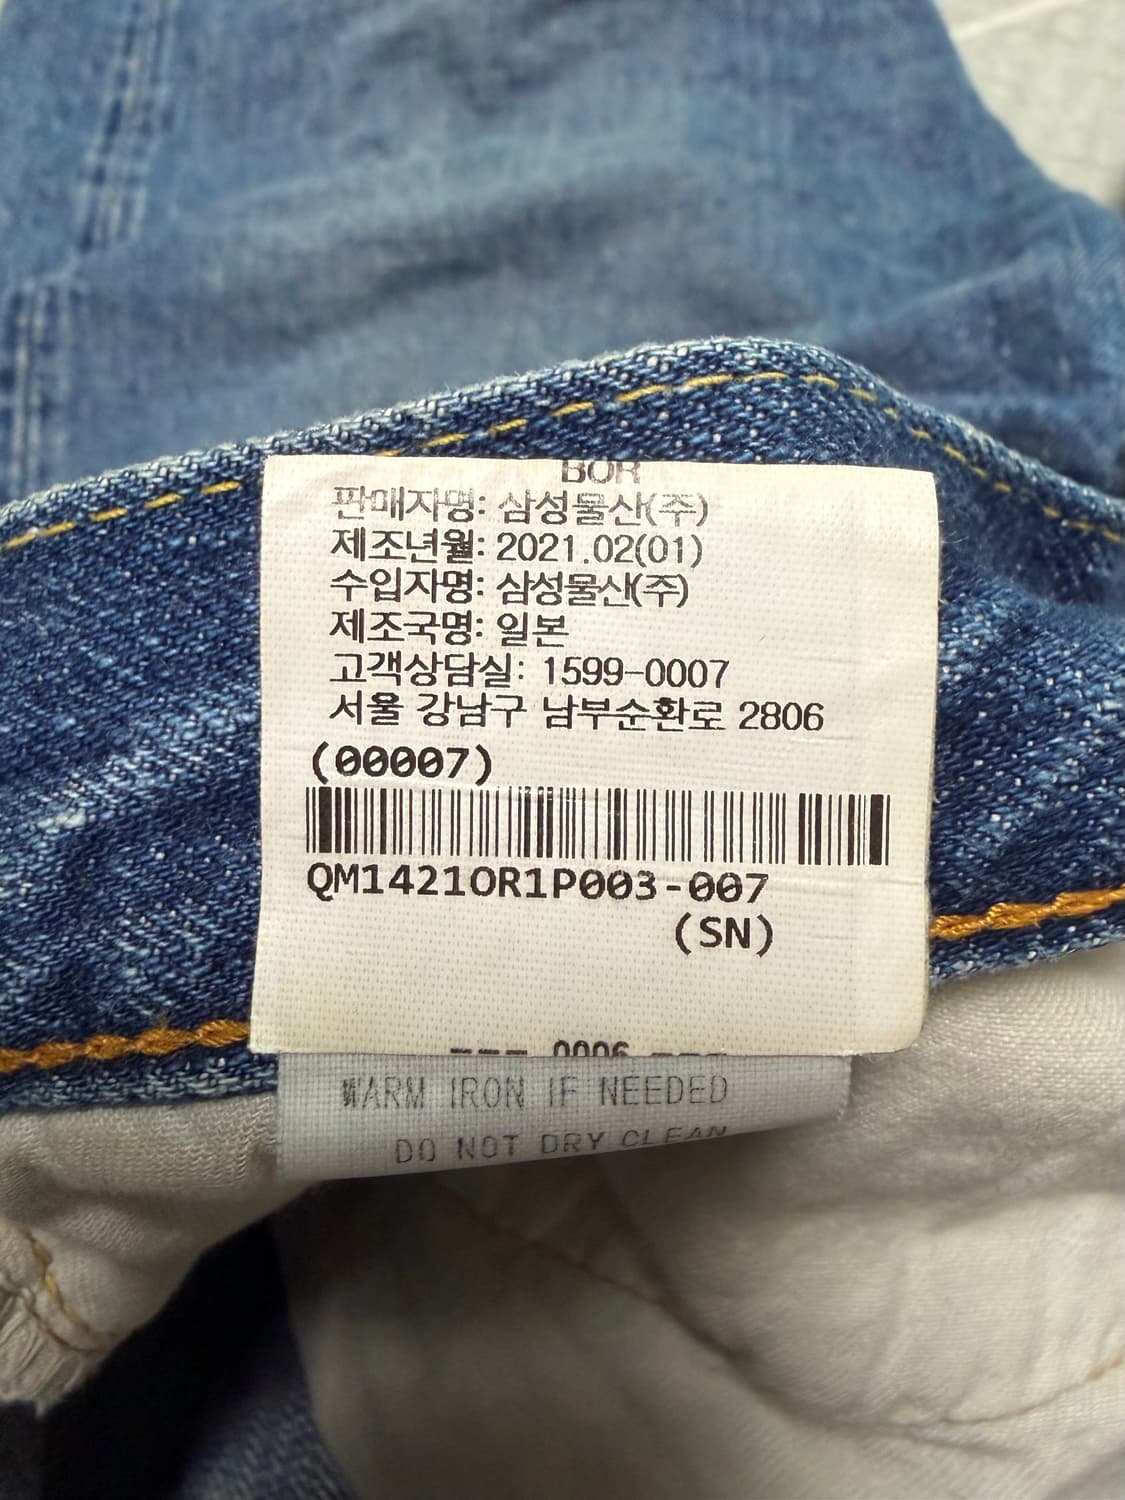 BOR
판매자명: 삼성물산(주)
제조년월: 2021.02(01)
수입자명: 삼성물산(주)
제조국명: 일본
고객상담실: 1599-0007
서울 강남구 남부순환로 2806
(00007)
QM1421OR1P003-007
(SN)
--- 0006 ---
WARM IRON IF NEEDED
DO NOT DRY CLEAN